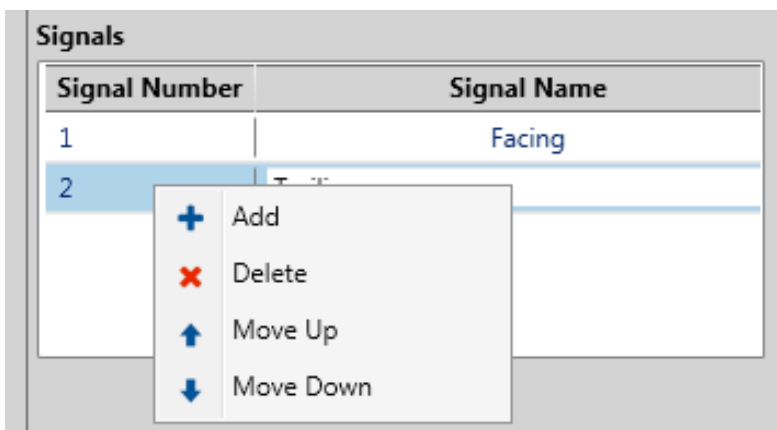 Signals
Signal Number Signal Name
1 Facing
2
Add
Delete
Move Up
Move Down